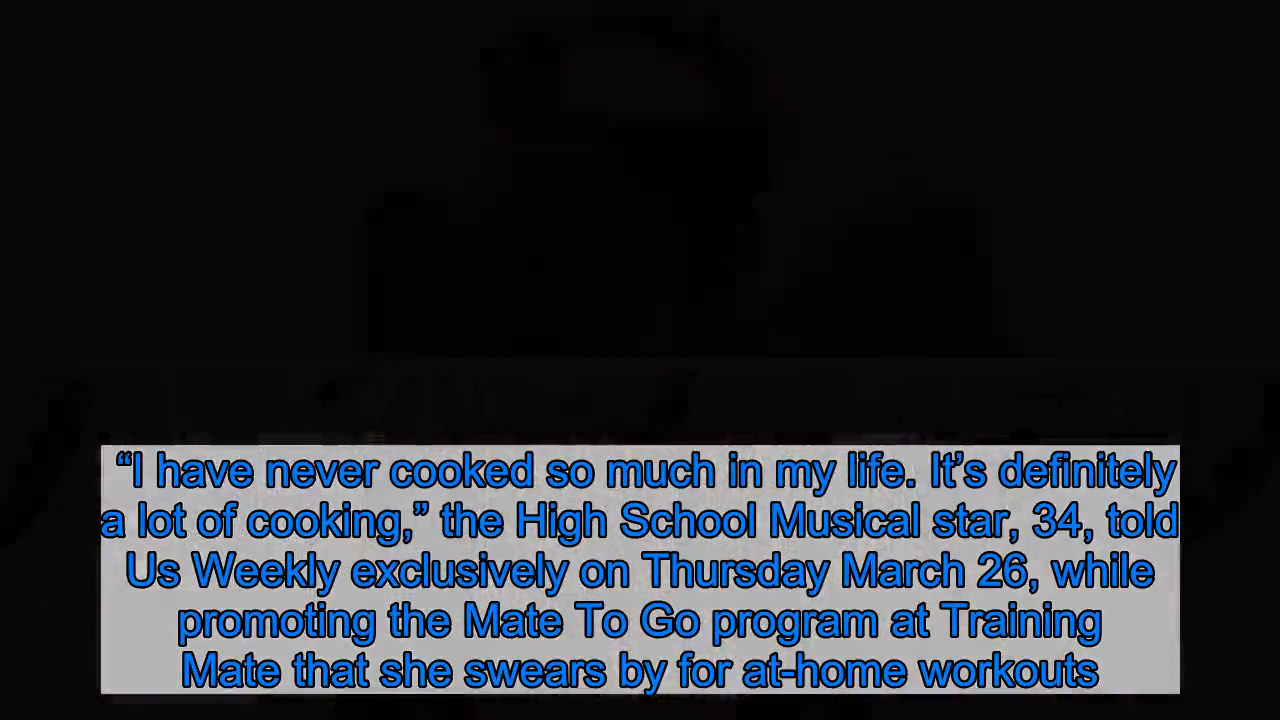 “I have never cooked so much in my life. It’s definitely
a lot of cooking,” the High School Musical star, 34, told
Us Weekly exclusively on Thursday March 26, while
promoting the Mate To Go program at Training
Mate that she swears by for at-home workouts